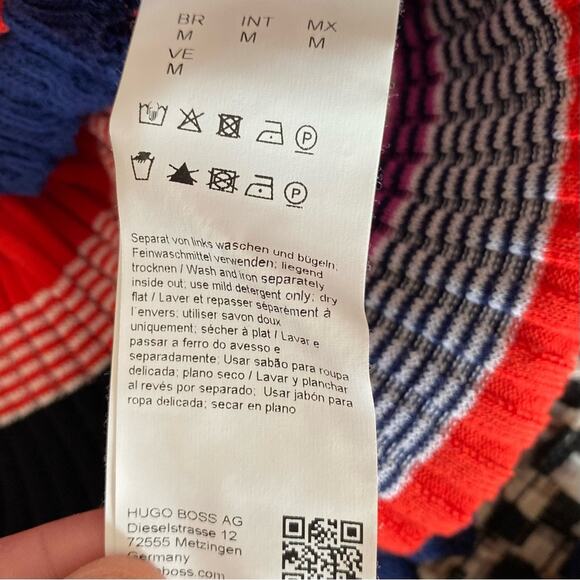 BR INT MX
M M M
VE
M
P
P
Separat von links waschen und bügeln;
Feinwaschmittel verwenden; liegend
trocknen / Wash and iron separately
inside out; use mild detergent only; dry
flat / Laver et repasser séparément à
l'envers; utiliser savon doux
uniquement; sécher à plat / Lavar e
passar a ferro do avesso e
separadamente; Usar sabão para roupa
delicada; plano seco / Lavar y planchar
al revés por separado; Usar jabón para
ropa delicada; secar en plano
HUGO BOSS AG
Dieselstrasse 12
72555 Metzingen
Germany
boss.com